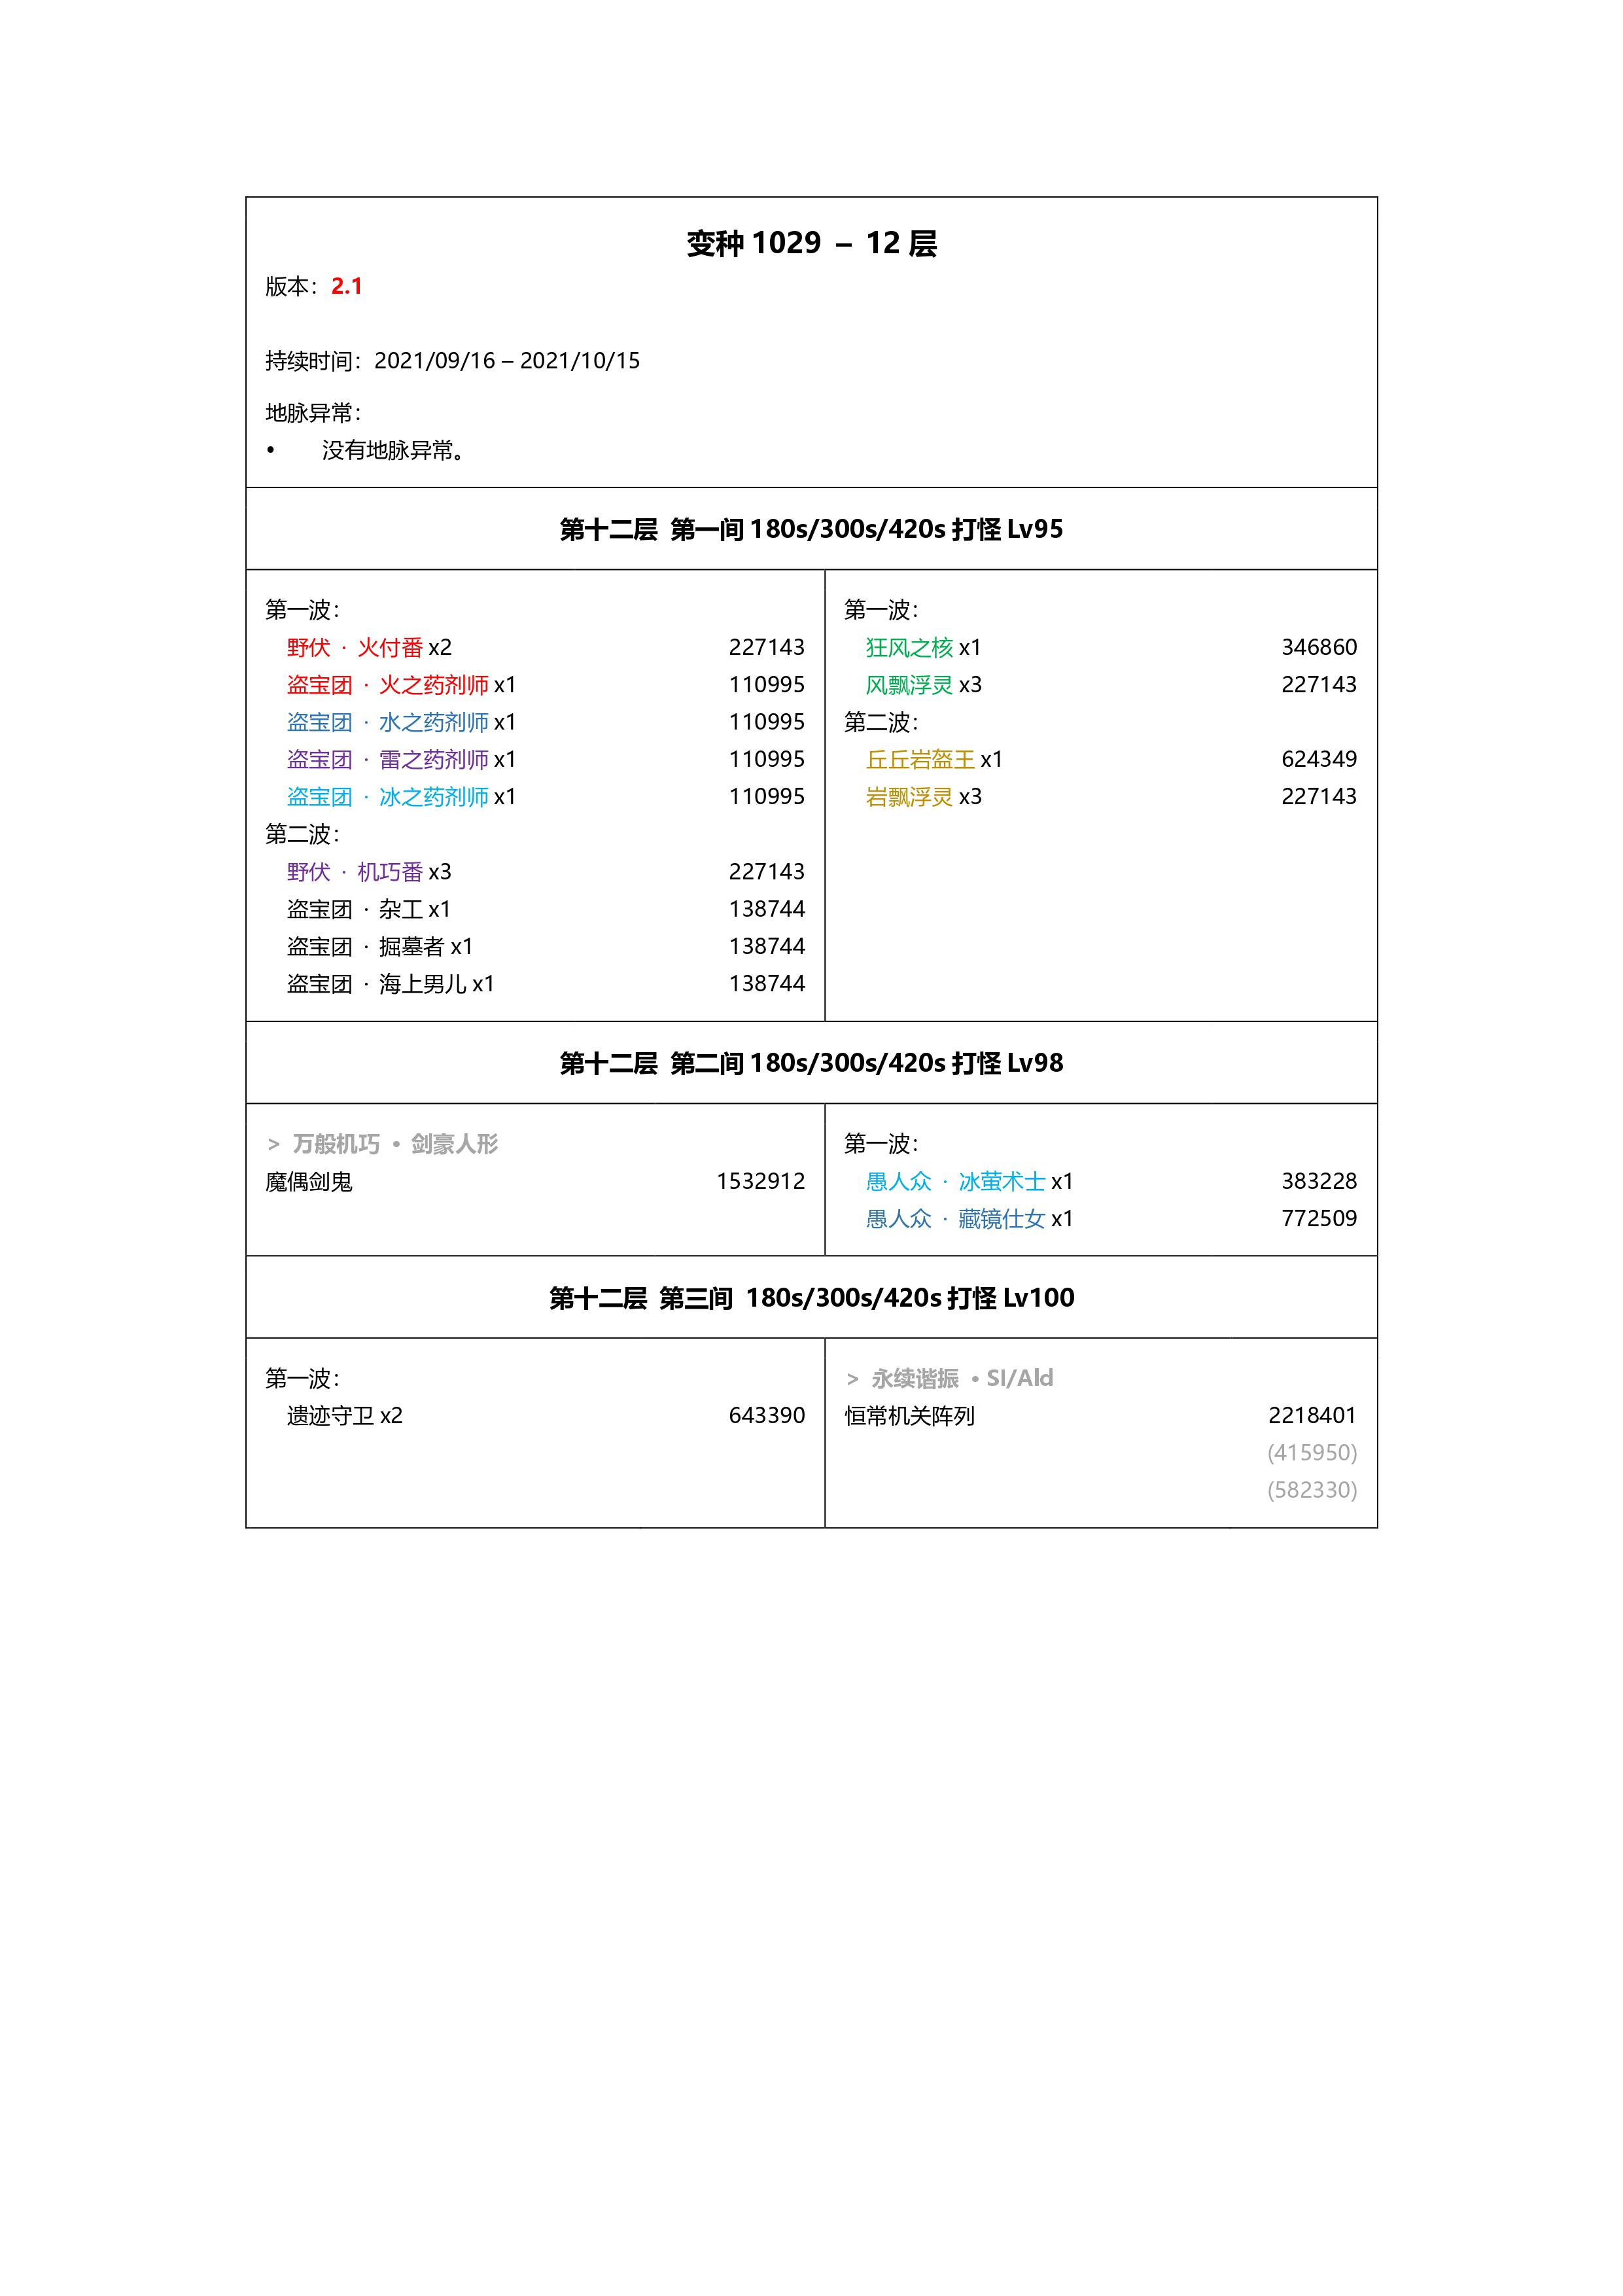 变种 1029 – 12 层
版本：2.1
持续时间：2021/09/16 – 2021/10/15
地脉异常：
• 没有地脉异常。
第十二层 第一间 180s/300s/420s 打怪 Lv95
第一波：
野伏 · 火付番 x2 227143
盗宝团 · 火之药剂师 x1 110995
盗宝团 · 水之药剂师 x1 110995
盗宝团 · 雷之药剂师 x1 110995
盗宝团 · 冰之药剂师 x1 110995
第二波：
野伏 · 机巧番 x3 227143
盗宝团 · 杂工 x1 138744
盗宝团 · 掘墓者 x1 138744
盗宝团 · 海上男儿 x1 138744
第一波：
狂风之核 x1 346860
风飘浮灵 x3 227143
第二波：
丘丘岩盔王 x1 624349
岩飘浮灵 x3 227143
第十二层 第二间 180s/300s/420s 打怪 Lv98
> 万般机巧 • 剑豪人形
魔偶剑鬼 1532912
第一波：
愚人众 · 冰萤术士 x1 383228
愚人众 · 藏镜仕女 x1 772509
第十二层 第三间 180s/300s/420s 打怪 Lv100
第一波：
遗迹守卫 x2 643390
> 永续谐振 • SI/Ald
恒常机关阵列 2218401
(415950)
(582330)